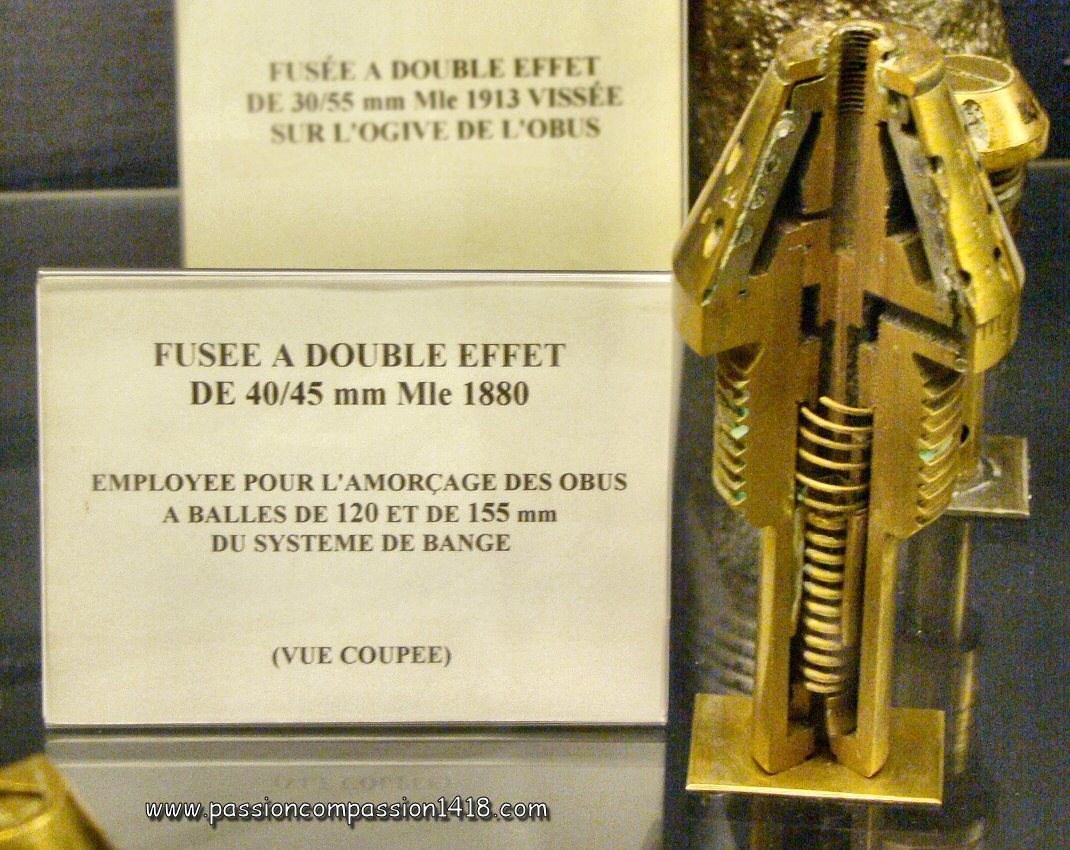 FUSÉE A DOUBLE EFFET
DE 30/55 mm Mle 1913 VISSÉE
SUR L'OGIVE DE L'OBUS
FUSEE A DOUBLE EFFET
DE 40/45 mm Mle 1880
EMPLOYEE POUR L'AMORÇAGE DES OBUS
A BALLES DE 120 ET DE 155 mm
DU SYSTEME DE BANGE
(VUE COUPEE)
www.passioncompassion1418.com